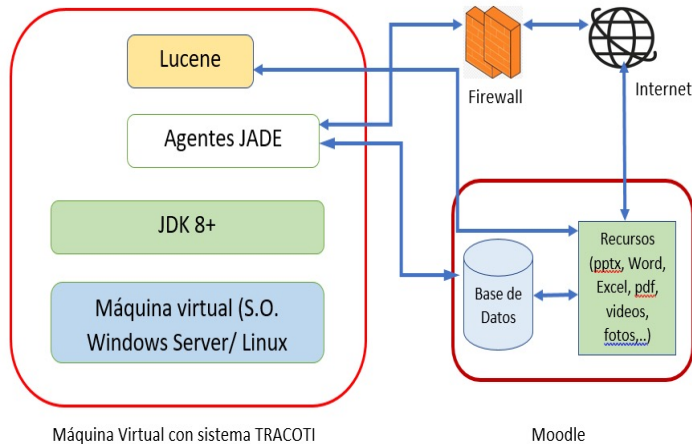 Lucene
Agentes JADE
JDK 8+
Máquina virtual (S.O.
Windows Server/ Linux
Máquina Virtual con sistema TRACOTI
Firewall
Internet
Base de
Datos
Recursos
(pptx, Word,
Excel, pdf,
videos,
fotos,..)
Moodle